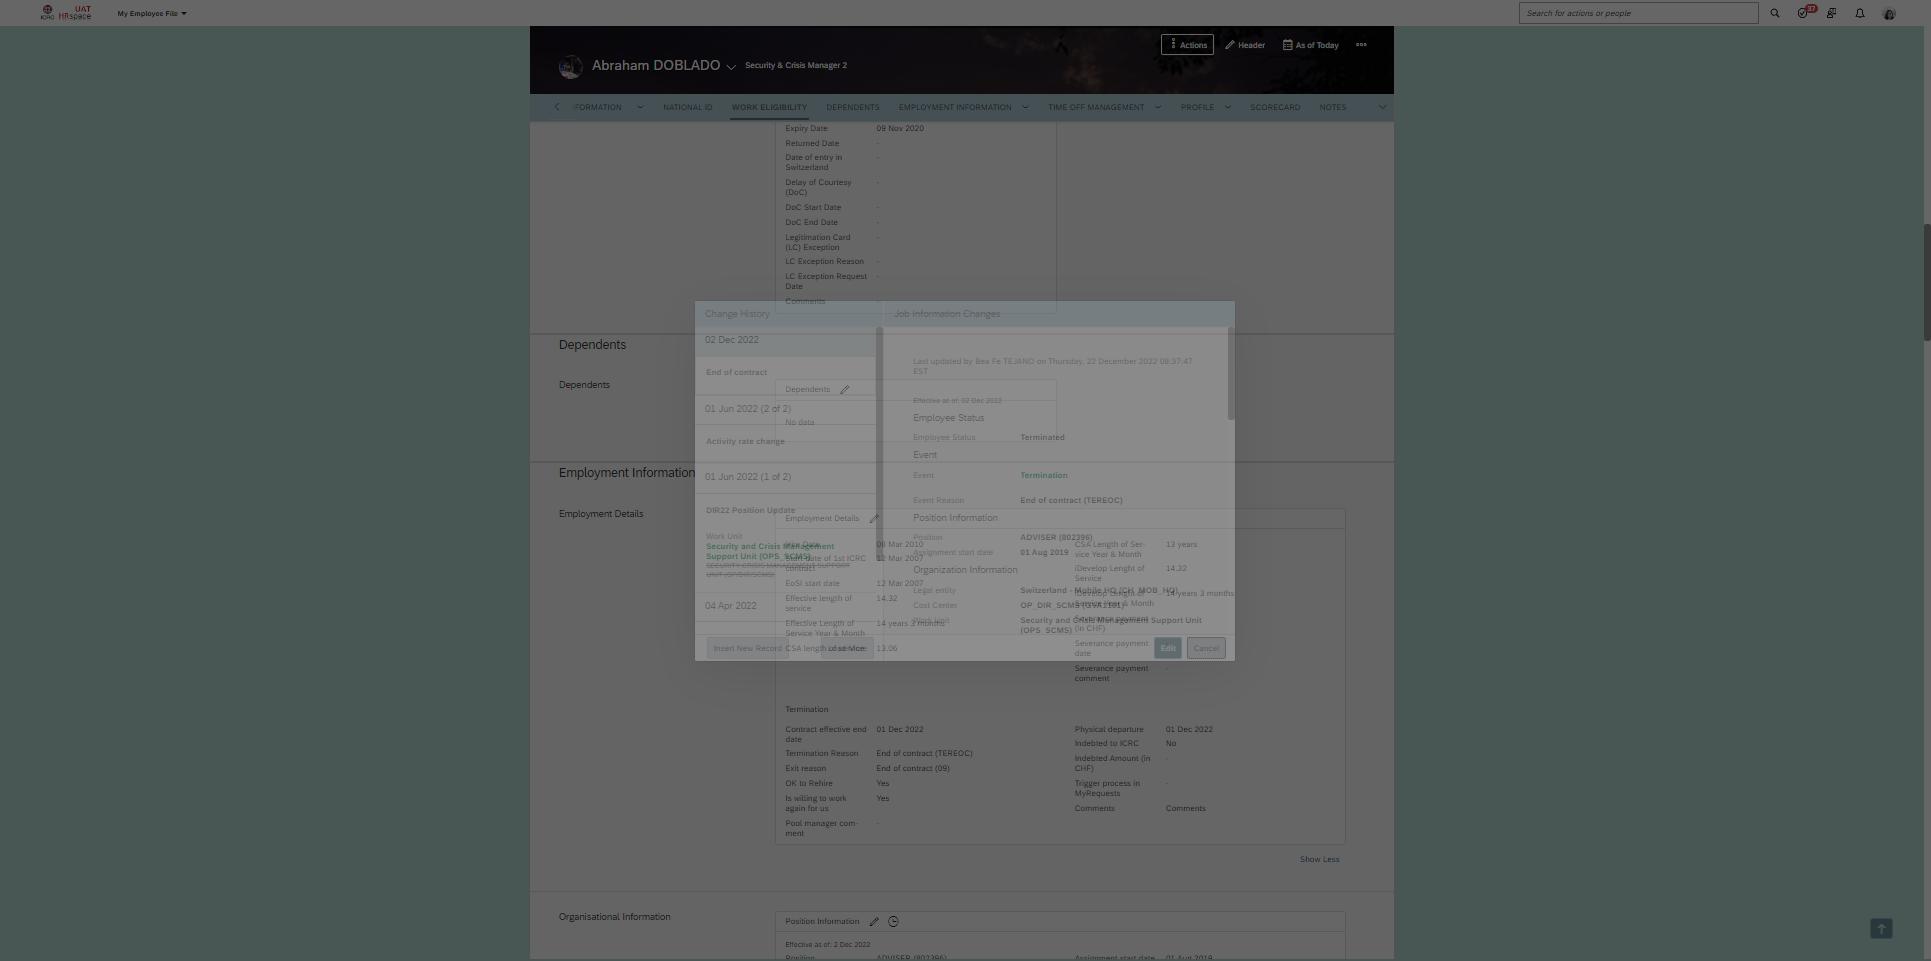 ICRC
UAT
HRspace
My Employee File
Search for actions or people
37
Abraham DOBLADO
Security & Crisis Manager 2
Actions
Header
As of Today
FORMATION
NATIONAL ID
WORK ELIGIBILITY
DEPENDENTS
EMPLOYMENT INFORMATION
TIME OFF MANAGEMENT
PROFILE
SCORECARD
NOTES
Expiry Date 09 Nov 2020
Returned Date -
Date of entry in -
Switzerland
Delay of Courtesy -
(DoC)
DoC Start Date -
DoC End Date -
Legitimation Card -
(LC) Exception
LC Exception Reason -
LC Exception Request -
Date
Comments -
Dependents
Dependents
Dependents
No data
Employment Information
Employment Details
Employment Details
Hire Date 08 Mar 2010
Start date of 1st ICRC 12 Mar 2007
contract
EoSI start date 12 Mar 2007
Effective length of 14.32
service
Effective Length of 14 years 3 months
Service Year & Month
CSA length of service 13.06
CSA Length of Ser- 13 years
vice Year & Month
iDevelop Lenght of 14.32
Service
iDevelop Length of 14 years 3 months
Service Year & Month
Severance payment
(in CHF)
Severance payment
date
Severance payment -
comment
Change History
02 Dec 2022
End of contract
01 Jun 2022 (2 of 2)
Activity rate change
01 Jun 2022 (1 of 2)
DIR22 Position Update
Work Unit
Security and Crisis Management
Support Unit (OPS_SCMS)
SECURITY CRISIS MANAGEMENT SUPPORT
04 Apr 2022
Insert New Record
Job Information Changes
Last updated by Bea Fe TEJANO on Thursday, 22 December 2022 08:37:47
EST
Effective as of: 02 Dec 2022
Employee Status
Employee Status Terminated
Event
Event Termination
Event Reason End of contract (TEREOC)
Position Information
Position ADVISER (802396)
Assignment start date 01 Aug 2019
Organization Information
Legal entity Switzerland - Mobile HQ (CH_MOB_HQ)
Cost Center OP_DIR_SCMS
Work Unit Security and Crisis Management Support Unit
(OPS_SCMS)
Edit
Cancel
Termination
Contract effective end 01 Dec 2022
date
Termination Reason End of contract (TEREOC)
Exit reason End of contract (09)
OK to Rehire Yes
Is willing to work Yes
again for us
Pool manager com- -
ment
Physical departure 01 Dec 2022
Indebted to ICRC No
Indebted Amount (in -
CHF)
Trigger process in -
MyRequests
Comments Comments
Show Less
Organisational Information
Position Information
Effective as of: 2 Dec 2022
Position ADVISER (802396)
Assignment start date 01 Aug 2019